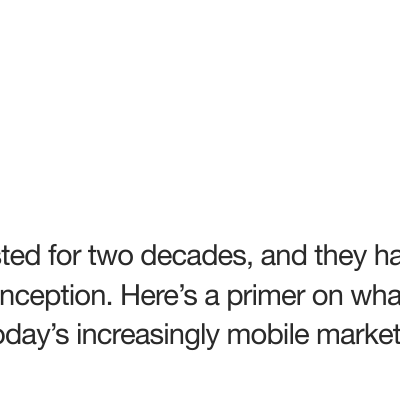 sted for two decades, and they ha
nception. Here’s a primer on wha
oday’s increasingly mobile market